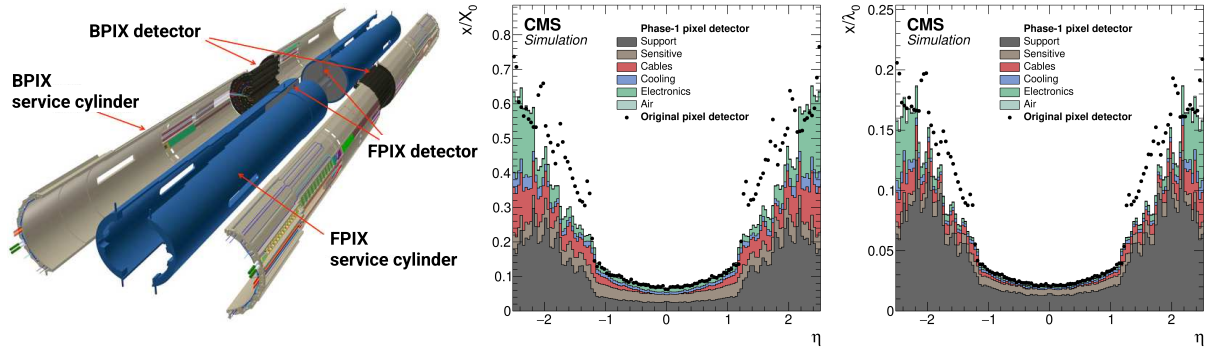 BPIX detector
BPIX
service cylinder
FPIX detector
FPIX
service cylinder
x/X0
0.8
0.7
0.6
0.5
0.4
0.3
0.2
0.1
0
CMS
Simulation
Phase-1 pixel detector
Support
Sensitive
Cables
Cooling
Electronics
Air
Original pixel detector
−2
−1
0
1
2
η
x/λ0
0.25
0.2
0.15
0.1
0.05
0
CMS
Simulation
Phase-1 pixel detector
Support
Sensitive
Cables
Cooling
Electronics
Air
Original pixel detector
−2
−1
0
1
2
η